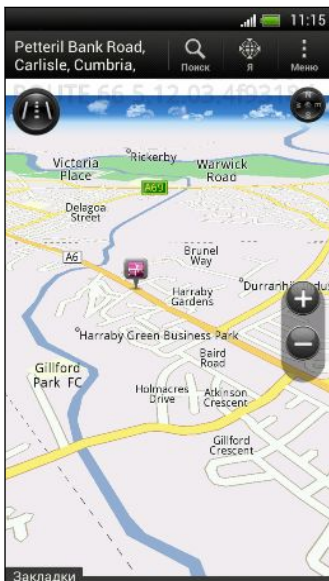 11:15
Petteril Bank Road,
Carlisle, Cumbria,
Поиск
Я
Меню
Victoria
Place
Rickerby
Warwick
Road
A69
Delagoa
Street
A6
Brunel
Way
Harraby
Gardens
Harraby Green Business Park
Baird
Road
Gillford
Park FC
Holmacres
Drive
Atkinson
Crescent
Gillford
Crescent
Закладки